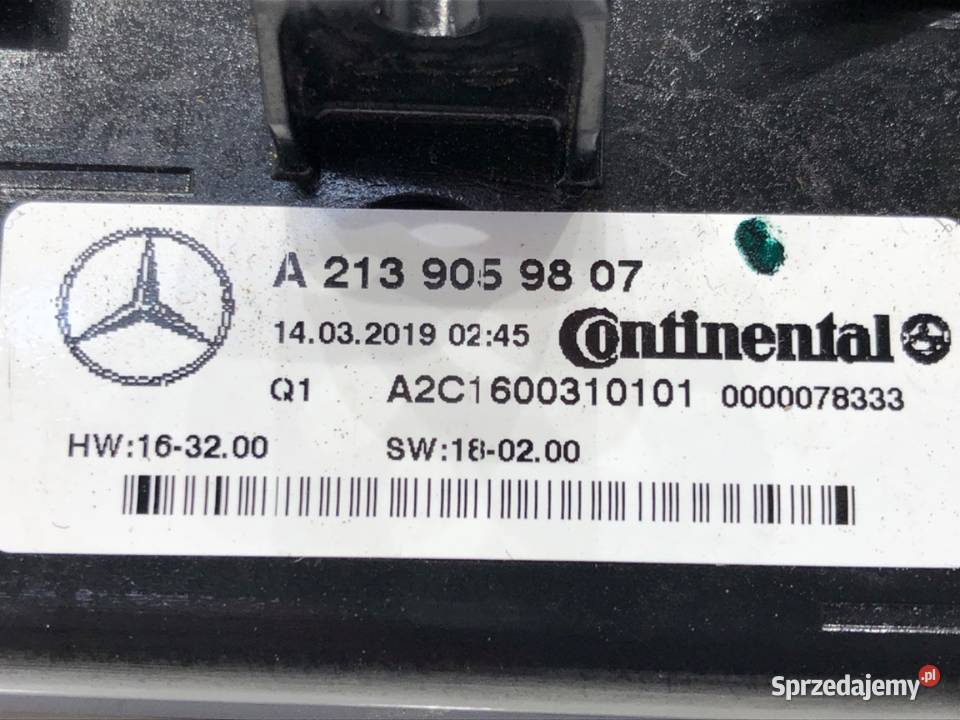 A 213 905 98 07
14.03.2019 02:45 Continental
Q1 A2C1600310101 0000078333
HW:16-32.00 SW:18-02.00
Sprzedajemy.pl